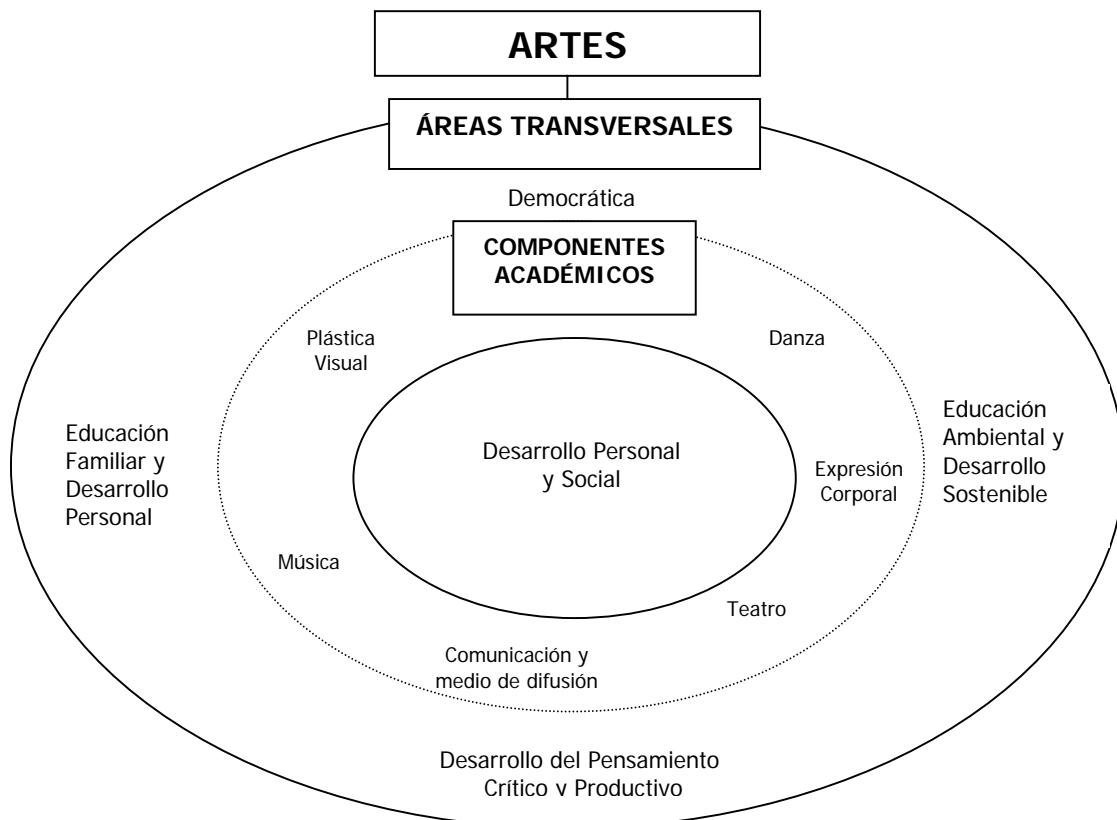 ARTES
ÁREAS TRANSVERSALES
Democrática
COMPONENTES
ACADÉMICOS
Plástica
Visual
Danza
Educación
Familiar y
Desarrollo
Personal
Desarrollo Personal
y Social
Expresión
Corporal
Educación
Ambiental y
Desarrollo
Sostenible
Música
Teatro
Comunicación y
medio de difusión
Desarrollo del Pensamiento
Crítico y Productivo